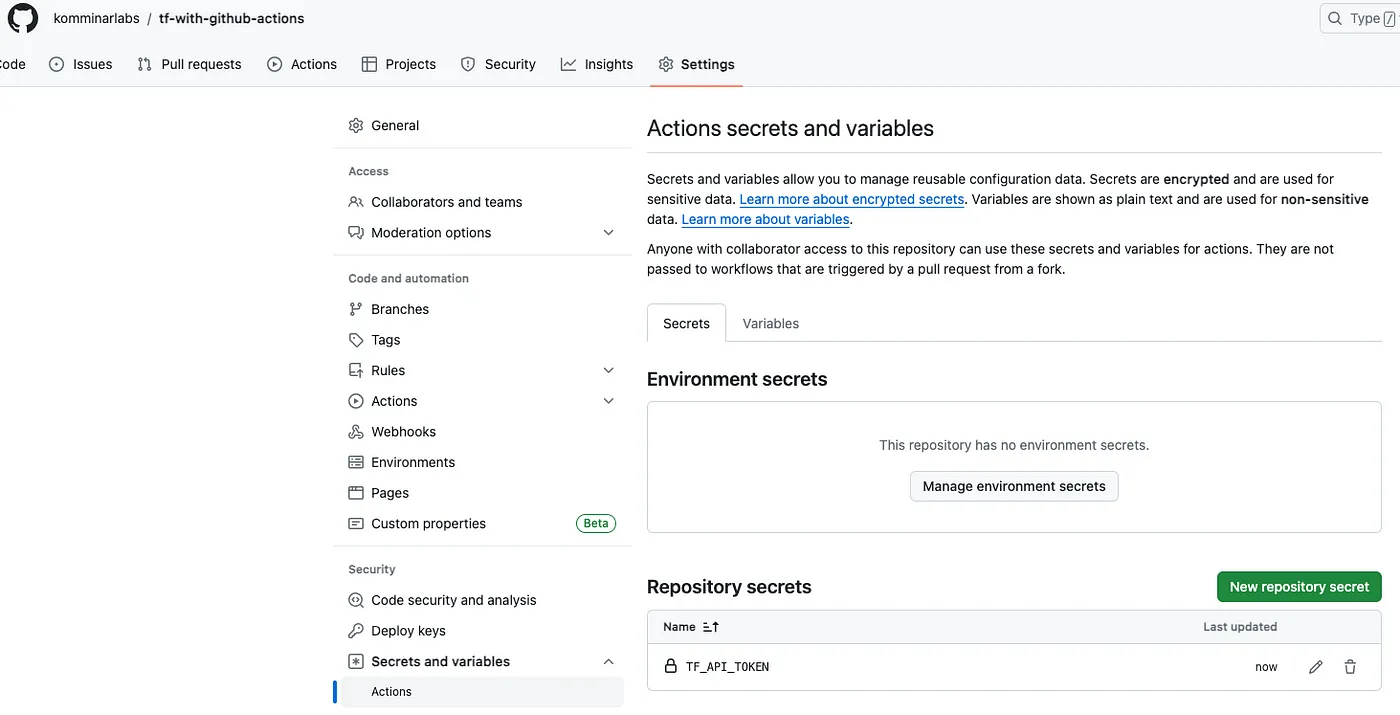 komminarlabs / tf-with-github-actions
Type /
Code Issues Pull requests Actions Projects Security Insights Settings
General
Access
Collaborators and teams
Moderation options
Code and automation
Branches
Tags
Rules
Actions
Webhooks
Environments
Pages
Custom properties Beta
Security
Code security and analysis
Deploy keys
Secrets and variables
Actions
Actions secrets and variables
Secrets and variables allow you to manage reusable configuration data. Secrets are encrypted and are used for
sensitive data. Learn more about encrypted secrets. Variables are shown as plain text and are used for non-sensitive
data. Learn more about variables.
Anyone with collaborator access to this repository can use these secrets and variables for actions. They are not
passed to workflows that are triggered by a pull request from a fork.
Secrets Variables
Environment secrets
This repository has no environment secrets.
Manage environment secrets
Repository secrets New repository secret
Name Last updated
TF_API_TOKEN now